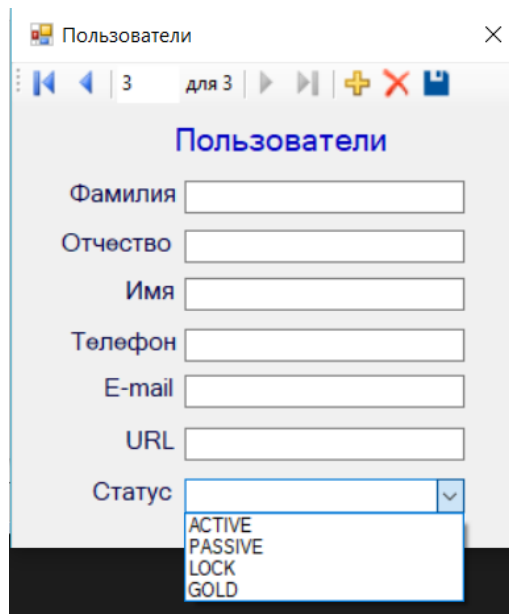 Пользователи
3 для 3
Пользователи
Фамилия
Отчество
Имя
Телефон
E-mail
URL
Статус
ACTIVE
PASSIVE
LOCK
GOLD